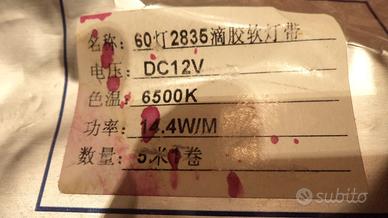 名称：60灯2835滴胶软灯带
电压：DC12V
色温：6500K
功率：14.4W/M
数量：5米1卷
subito